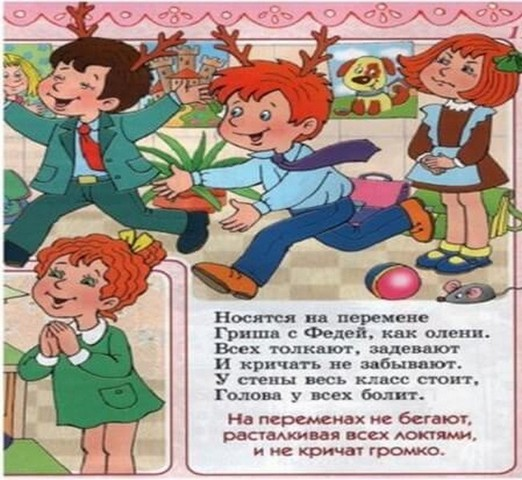 1
Носятся на перемене
Гриша с Федей, как олени.
Всех толкают, задевают
И кричать не забывают.
У стены весь класс стоит,
Голова у всех болит.
На переменах не бегают,
расталкивая всех локтями,
и не кричат громко.